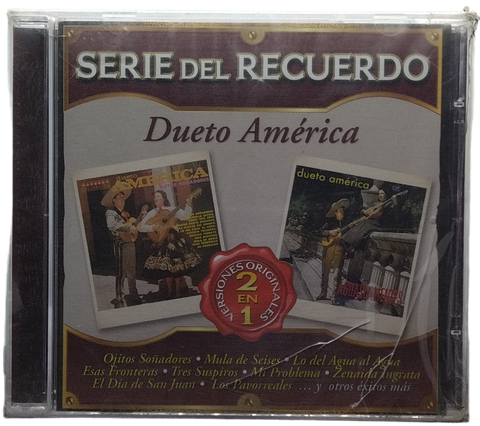 SERIE DEL RECUERDO
Dueto América
AMERICA
dueto américa
VERSIONES ORIGINALES
2
EN
1
Ojitos Soñadores • Mula de Seises • Lo del Agua al Agua
Esas Fronteras • Tres Suspiros • Mi Problema • Zenaida Ingrata
El Día de San Juan • Los Pavorreales ... y otros éxitos más